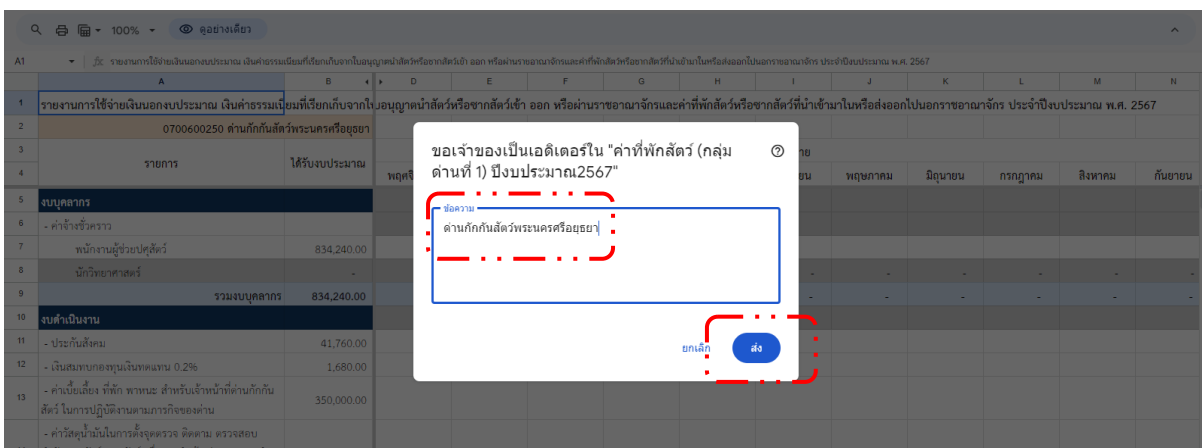 100%
ดูอย่างเดียว
A1
รายงานการใช้จ่ายเงินนอกงบประมาณ เงินค่าธรรมเนียมที่เรียกเก็บจากใบอนุญาตนำสัตว์หรือซากสัตว์เข้า ออก หรือผ่านราชอาณาจักรและค่าที่พักสัตว์หรือซากสัตว์ที่นำเข้ามาในหรือส่งออกไปนอกราชอาณาจักร ประจำปีงบประมาณ พ.ศ. 2567
A B D E F G H I J K L M N
1 รายงานการใช้จ่ายเงินนอกงบประมาณ เงินค่าธรรมเนียมที่เรียกเก็บจากใบอนุญาตนำสัตว์หรือซากสัตว์เข้า ออก หรือผ่านราชอาณาจักรและค่าที่พักสัตว์หรือซากสัตว์ที่นำเข้ามาในหรือส่งออกไปนอกราชอาณาจักร ประจำปีงบประมาณ พ.ศ. 2567
2 0700600250 ด่านกักกันสัตว์พระนครศรีอยุธยา
3
4 รายการ ได้รับงบประมาณ พฤษภาคม มิถุนายน กรกฎาคม สิงหาคม กันยายน
ขอเจ้าของเป็นเอดิเตอร์ใน "ค่าที่พักสัตว์ (กลุ่ม
ด่านที่ 1) ปีงบประมาณ2567"
ข้อความ
ด่านกักกันสัตว์พระนครศรีอยุธยา
ยกเลิก ส่ง
5 งบบุคลากร
6 - ค่าจ้างชั่วคราว
7 พนักงานผู้ช่วยปศุสัตว์ 834,240.00
8 นักวิทยาศาสตร์ - - - - - - -
9 รวมงบบุคลากร 834,240.00 - - - - - -
10 งบดำเนินงาน
11 - ประกันสังคม 41,760.00
12 - เงินสมทบกองทุนเงินทดแทน 0.2% 1,680.00
13 - ค่าเบี้ยเลี้ยง ที่พัก พาหนะ สำหรับเจ้าหน้าที่ด่านกักกัน
สัตว์ ในการปฏิบัติงานตามภารกิจของด่าน 350,000.00
- ค่าวัสดุน้ำมันในการตั้งจุดตรวจ ติดตาม ตรวจสอบ